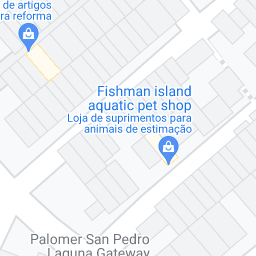 de artigos
ra reforma
Fishman island
aquatic pet shop
Loja de suprimentos para
animais de estimação
Palomer San Pedro
Laguna Gateway